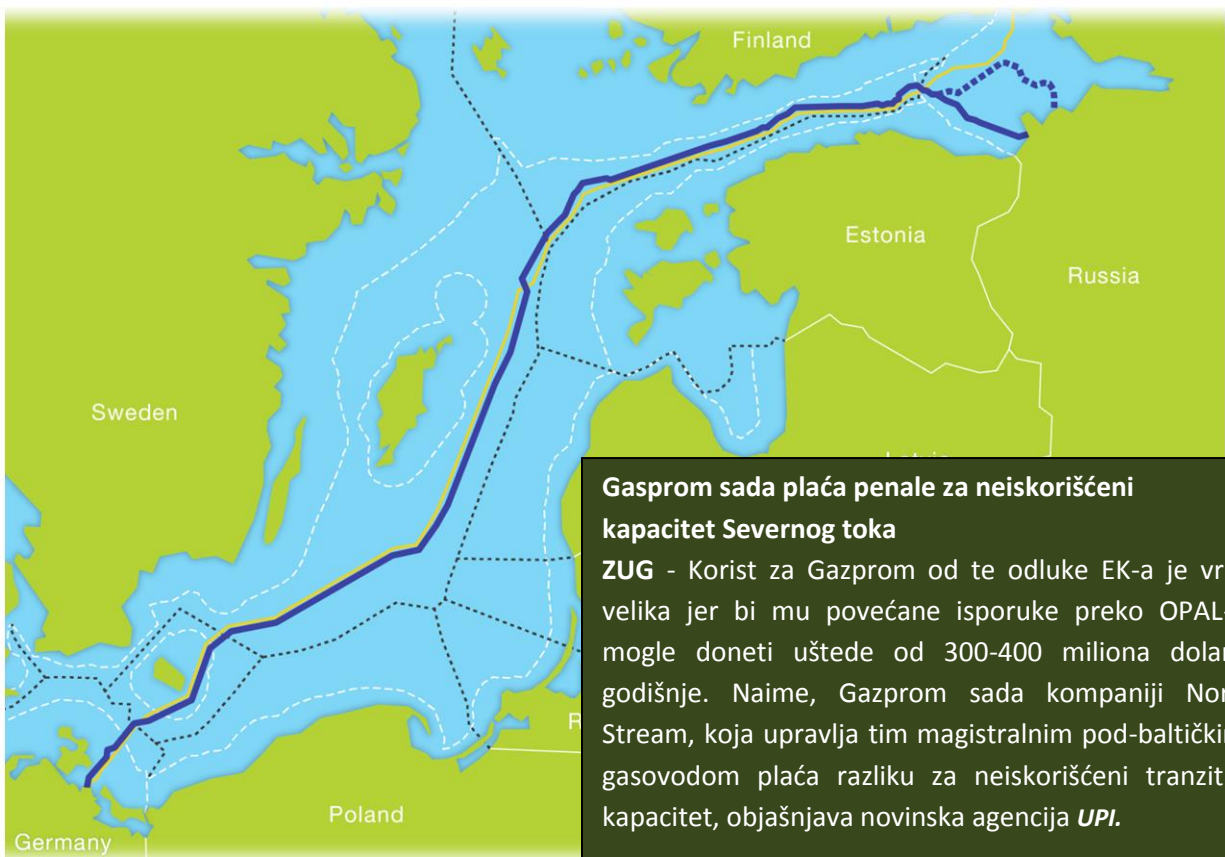 Finland
Estonia
Russia
Sweden
Gasprom sada plaća penale za neiskorišćeni
kapacitet Severnog toka
ZUG - Korist za Gazprom od te odluke EK-a je
velika jer bi mu povećane isporuke preko
mogle doneti uštede od 300-400 miliona
godišnje. Naime, Gazprom sada kompaniji
Stream, koja upravlja tim magistralnim
gasovodom plaća razliku za neiskorišćeni
kapacitet, objašnjava novinska agencija UPI.
Poland
Germany